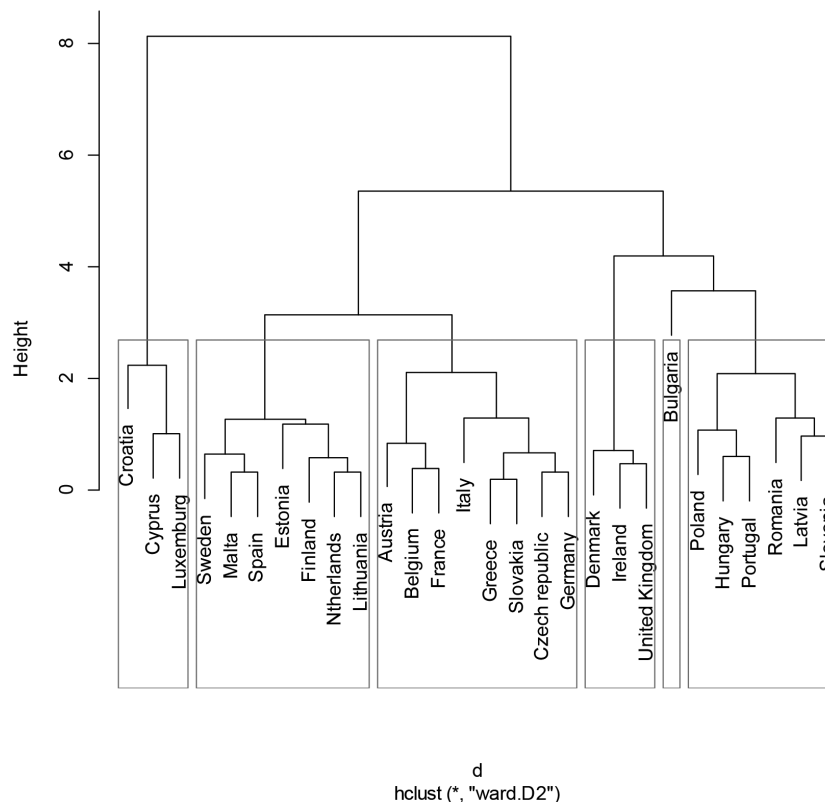 8
6
4
2
0
Height
Croatia
Cyprus
Luxemburg
Sweden
Malta
Spain
Estonia
Finland
Ntherlands
Lithuania
Austria
Belgium
France
Italy
Greece
Slovakia
Czech republic
Germany
Denmark
Ireland
United Kingdom
Bulgaria
Poland
Hungary
Portugal
Romania
Latvia
d
hclust (*, "ward.D2")